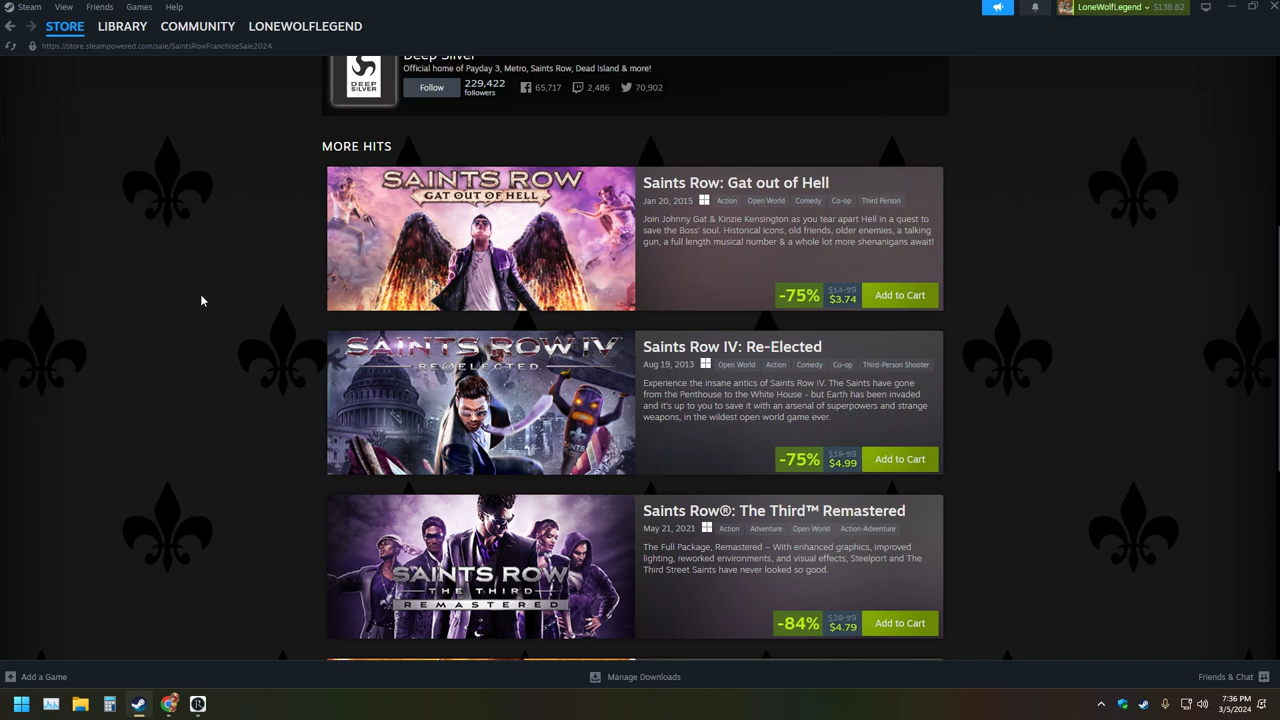 Steam View Friends Games Help LoneWolfLegend $138.82
STORE LIBRARY COMMUNITY LONEWOLFLEGEND
https://store.steampowered.com/sale/SaintsRowFranchiseSale2024
Deep Silver
Official home of Payday 3, Metro, Saints Row, Dead Island & more!
DEEP
SILVER
Follow 229,422 followers 65,717 2,486 70,902
MORE HITS
SAINTS ROW
GAT OUT OF HELL
Saints Row: Gat out of Hell
Jan 20, 2015 Action Open World Comedy Co-op Third Person
Join Johnny Gat & Kinzie Kensington as you tear apart Hell in a quest to
save the Boss' soul. Historical icons, old friends, older enemies, a talking
gun, a full length musical number & a whole lot more shenanigans await!
-75% $14.99 $3.74 Add to Cart
SAINTS ROW IV
RE-ELECTED
Saints Row IV: Re-Elected
Aug 19, 2013 Open World Action Comedy Co-op Third-Person Shooter
Experience the insane antics of Saints Row IV. The Saints have gone
from the Penthouse to the White House - but Earth has been invaded
and it's up to you to save it with an arsenal of superpowers and strange
weapons, in the wildest open world game ever.
-75% $19.99 $4.99 Add to Cart
SAINTS ROW
THE THIRD
REMASTERED
Saints Row®: The Third™ Remastered
May 21, 2021 Action Adventure Open World Action-Adventure
The Full Package, Remastered – With enhanced graphics, improved
lighting, reworked environments, and visual effects, Steelport and The
Third Street Saints have never looked so good.
-84% $29.99 $4.79 Add to Cart
Add a Game Manage Downloads Friends & Chat
7:36 PM
3/5/2024